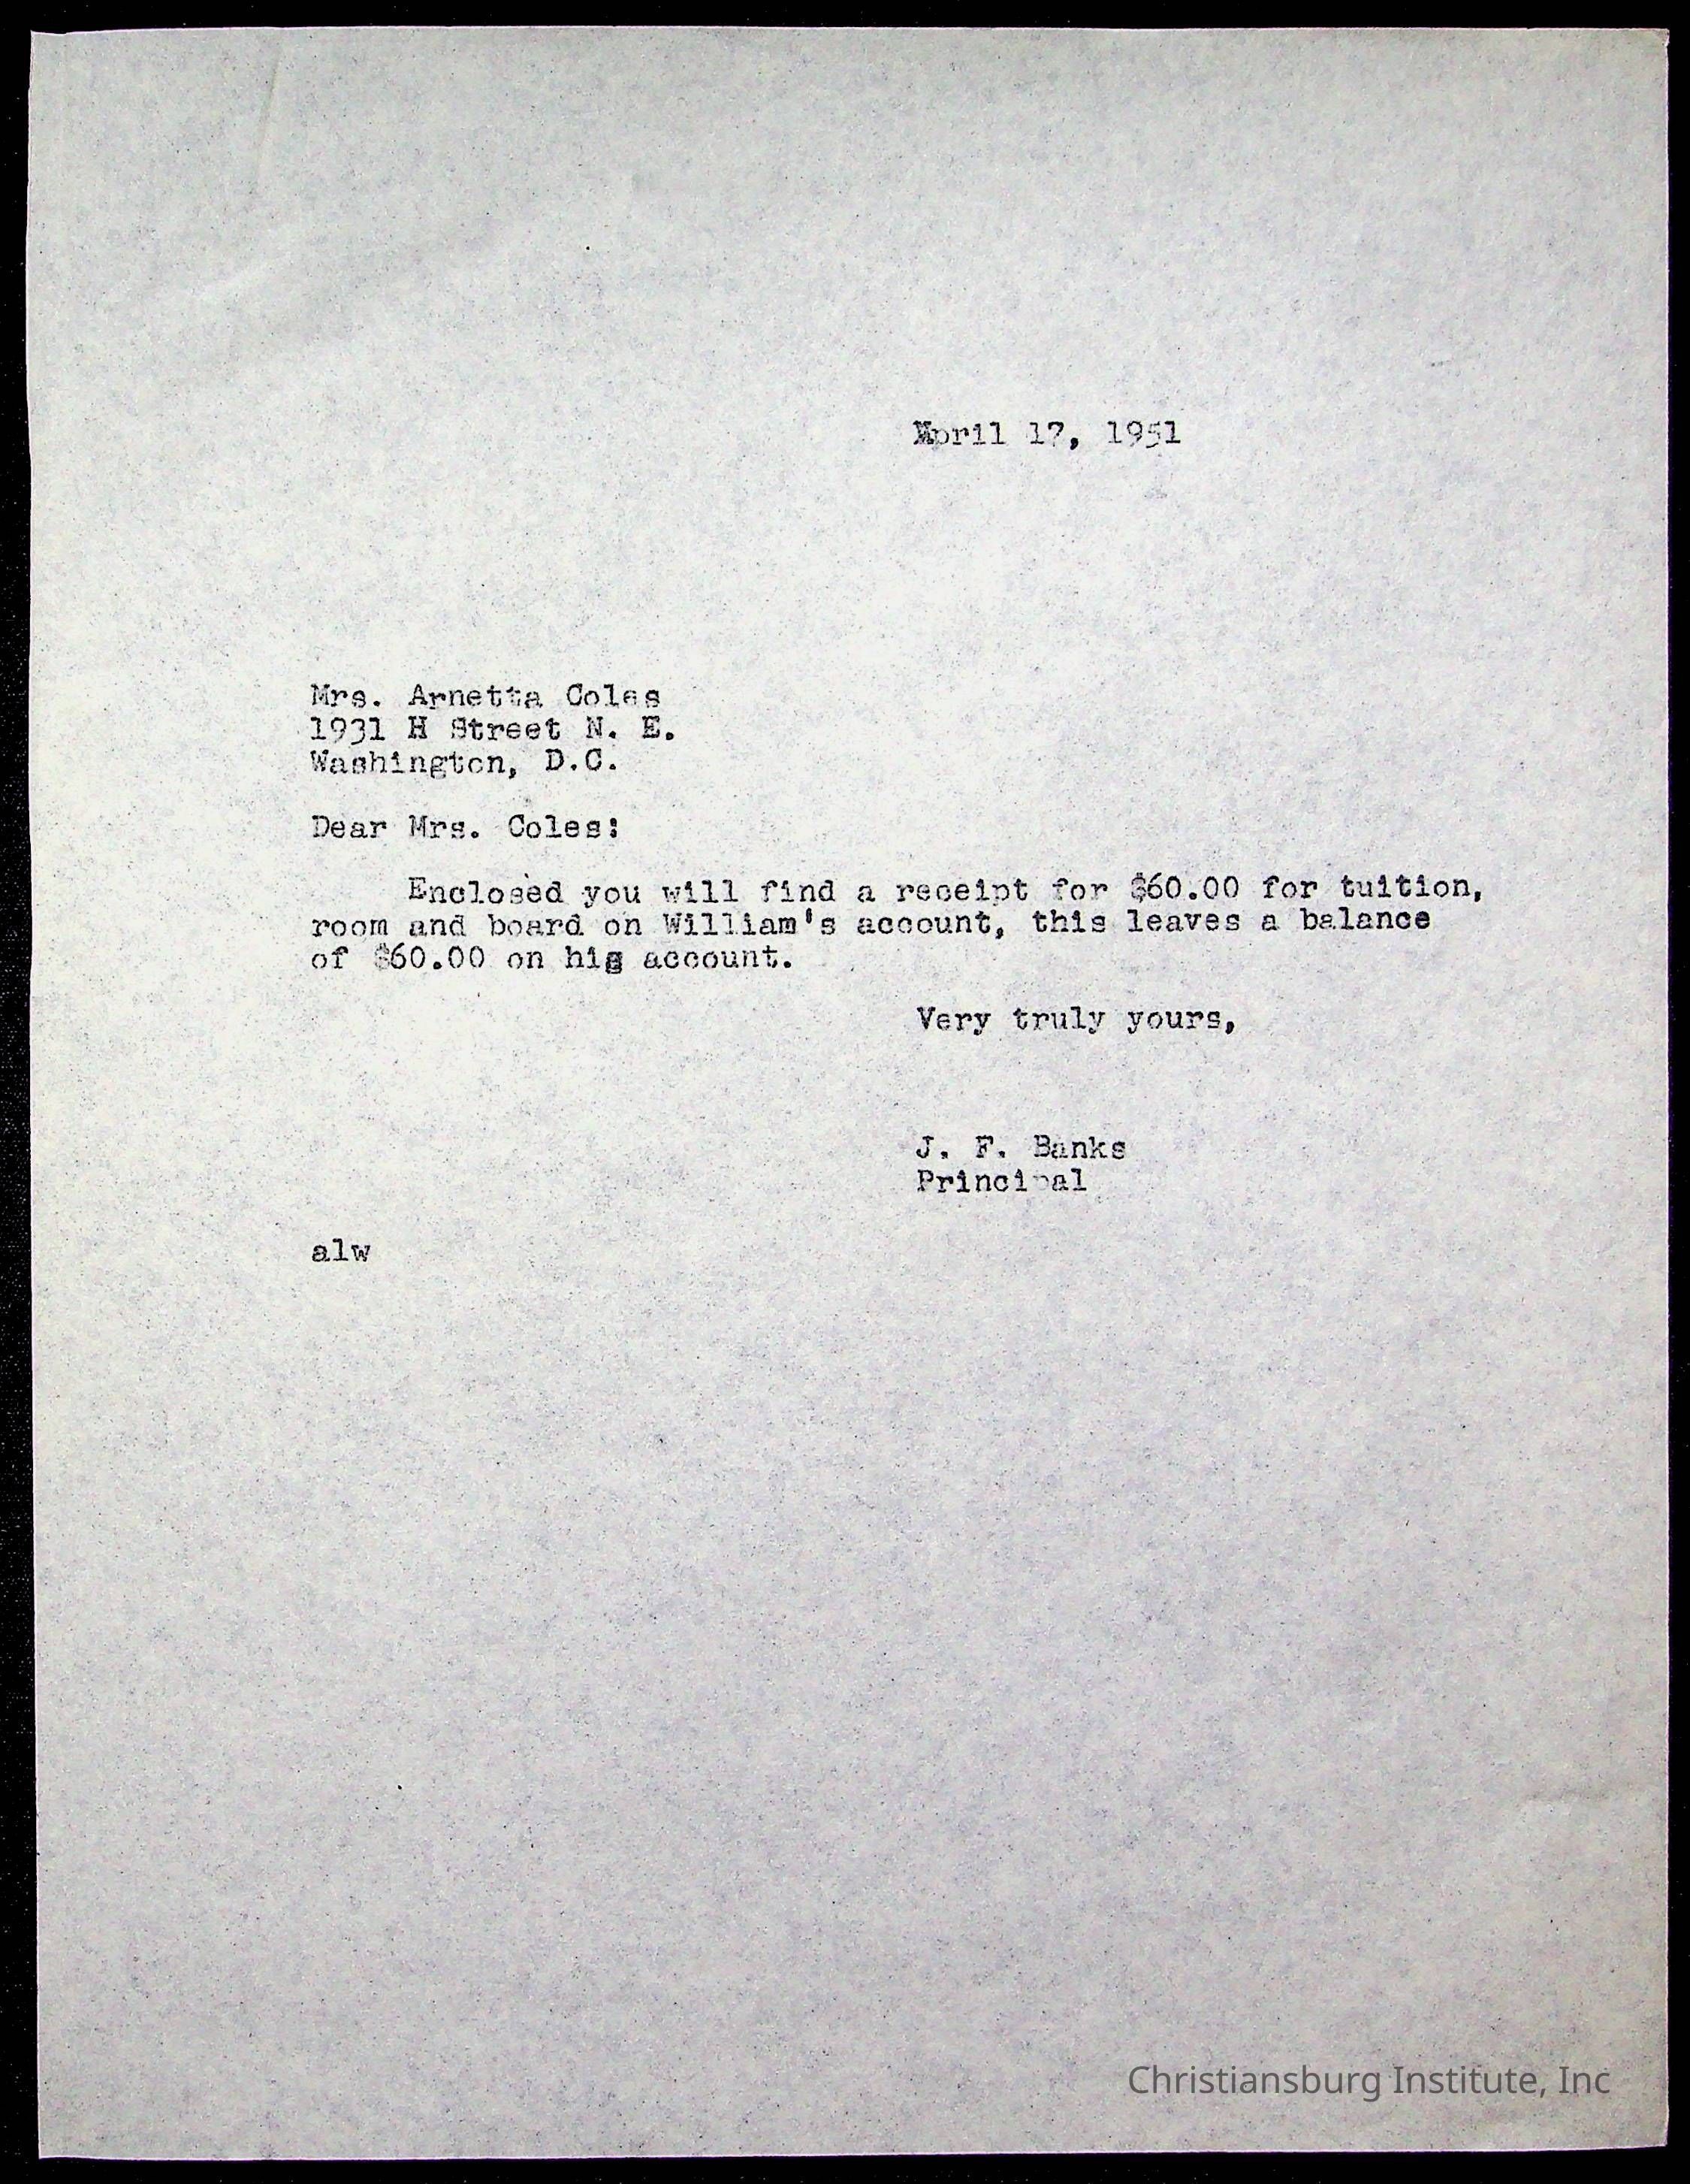 April 17, 1951
Mrs. Arnetta Coles
1931 H Street N. E.
Washington, D.C.
Dear Mrs. Coles:
Enclosed you will find a receipt for $60.00 for tuition,
room and board on William's account, this leaves a balance
of $60.00 on his account.
Very truly yours,
J. F. Banks
Principal
alw
Christiansburg Institute, Inc